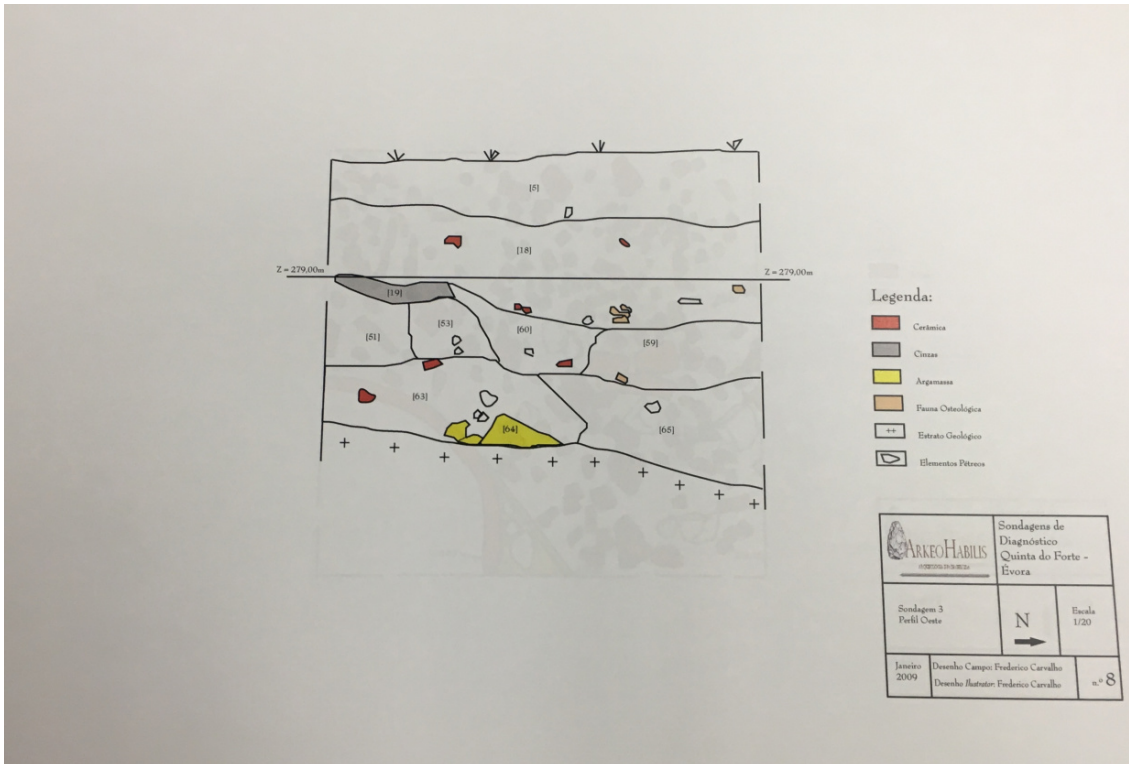 [5]
[18]
Z = 279,00m
Z = 279,00m
[19]
[53]
[51]
[60]
[59]
[63]
[64]
[65]
Legenda:
Cerâmica
Cinzas
Argamassa
Fauna Osteológica
++ Estrato Geológico
Elementos Pétreos
ARKEOHABILIS
Sondagens de
Diagnóstico
Quinta do Forte -
Évora
Sondagem 3
Perfil Oeste
N
Escala
1/20
Janeiro
2009
Desenho Campo: Frederico Carvalho
Desenho Ilustrator: Frederico Carvalho
n.º 8